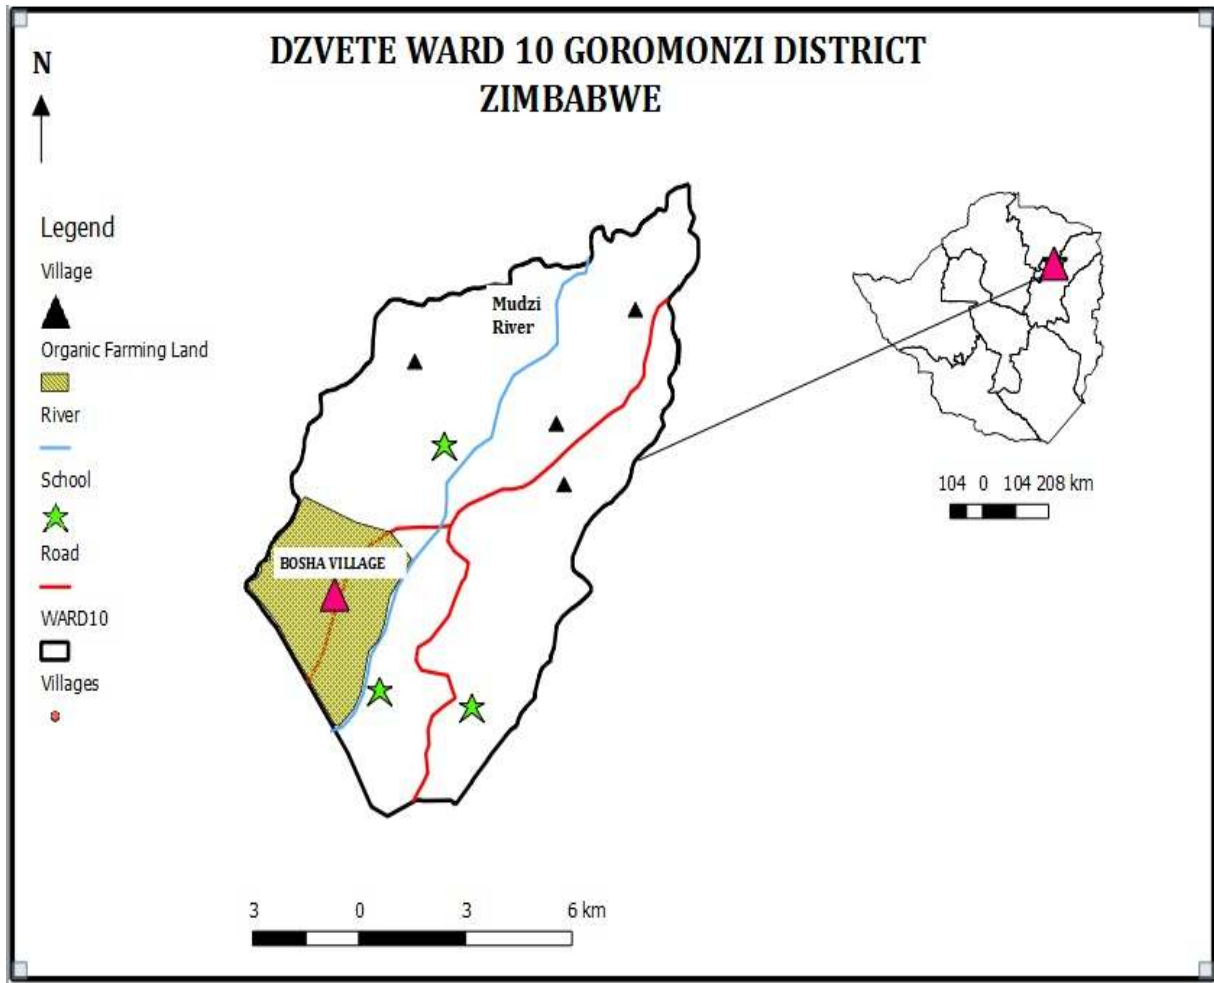 DZVETE WARD 10 GOROMONZI DISTRICT
ZIMBABWE
N
Legend
Village
Organic Farming Land
River
School
Road
WARD10
Villages
Mudzi
River
BOSHA VILLAGE
104 0 104 208 km
3 0 3 6 km